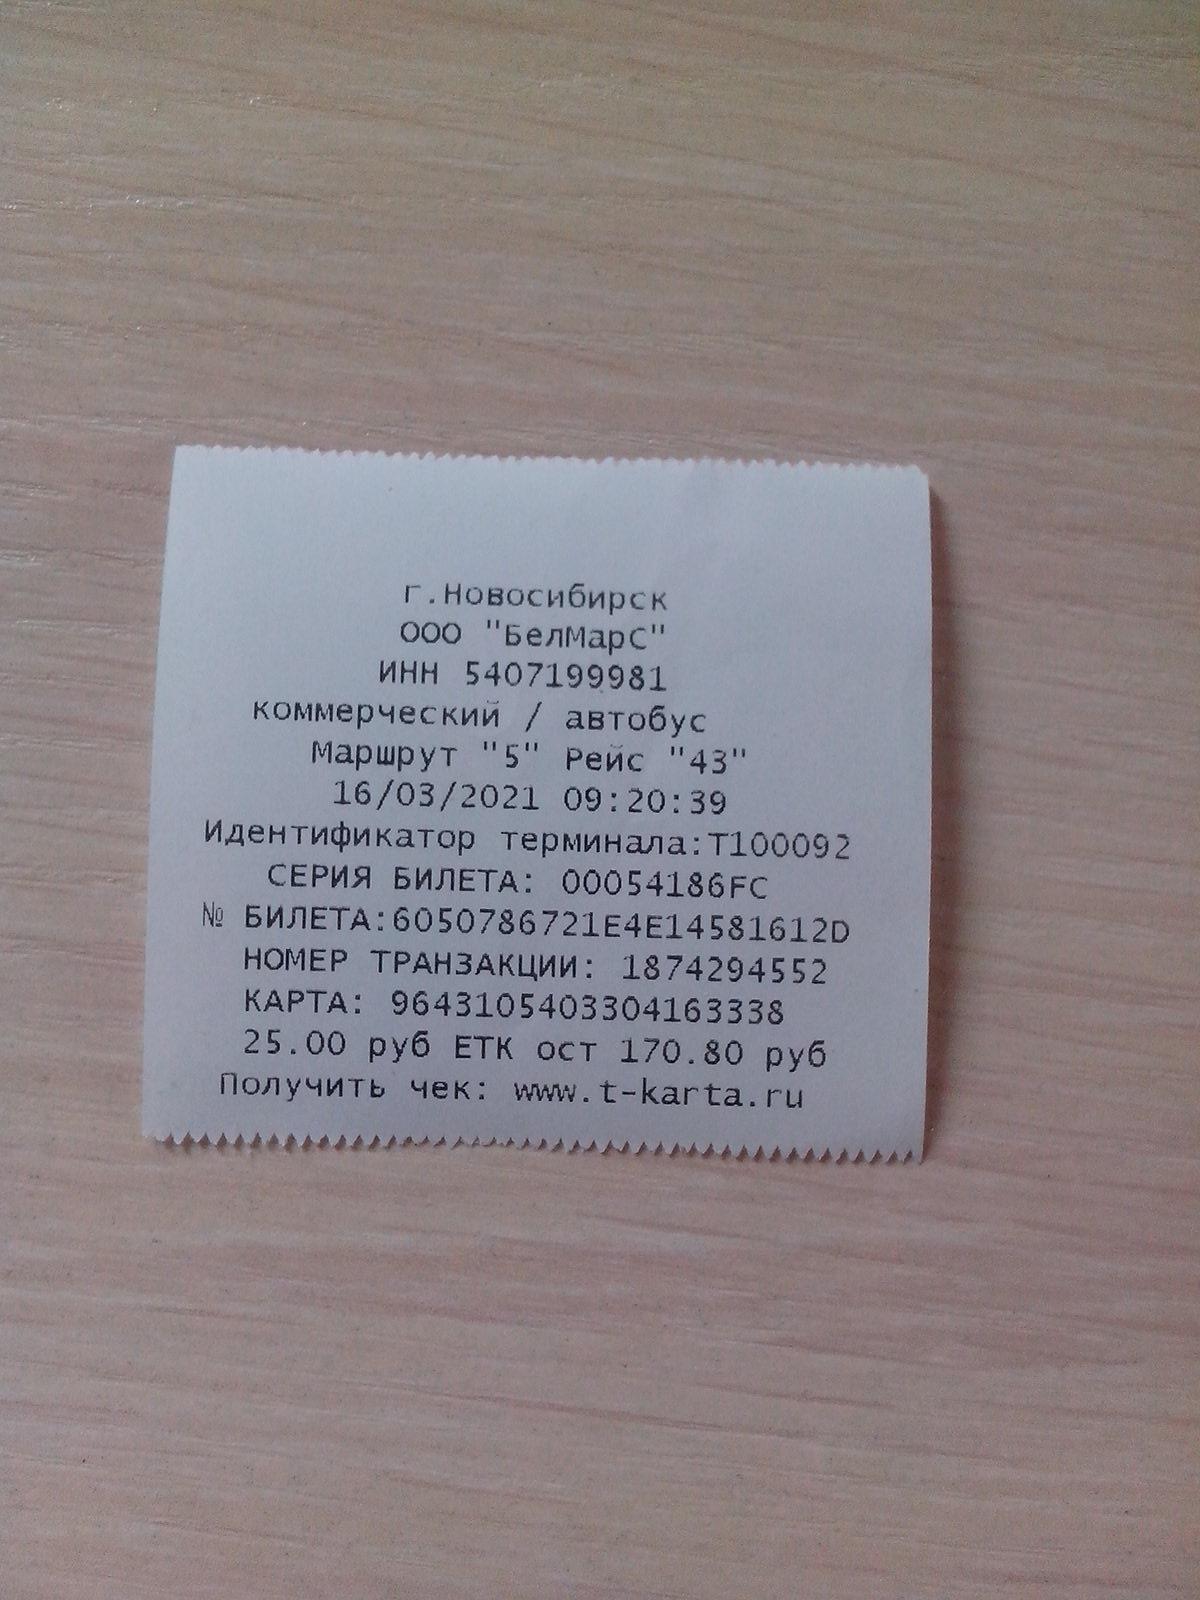 г.Новосибирск
ООО "БелМарС"
ИНН 5407199981
коммерческий / автобус
Маршрут "5" Рейс "43"
16/03/2021 09:20:39
Идентификатор терминала:T100092
СЕРИЯ БИЛЕТА: 00054186FC
№ БИЛЕТА:6050786721E4E14581612D
НОМЕР ТРАНЗАКЦИИ: 1874294552
КАРТА: 9643105403304163338
25.00 руб ЕТК ост 170.80 руб
Получить чек: www.t-karta.ru